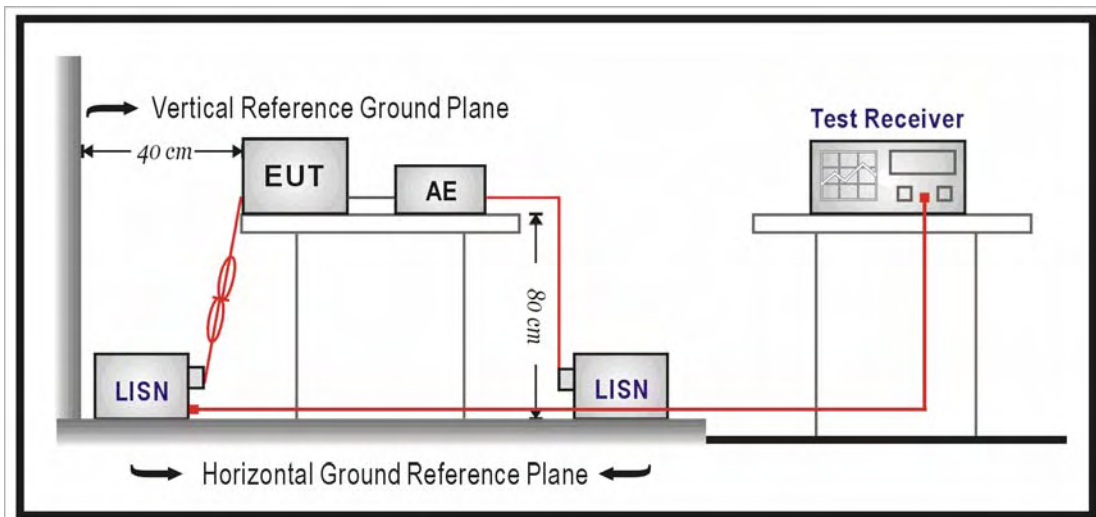 Vertical Reference Ground Plane
Test Receiver
40 cm
EUT
AE
80 cm
LISN
LISN
Horizontal Ground Reference Plane